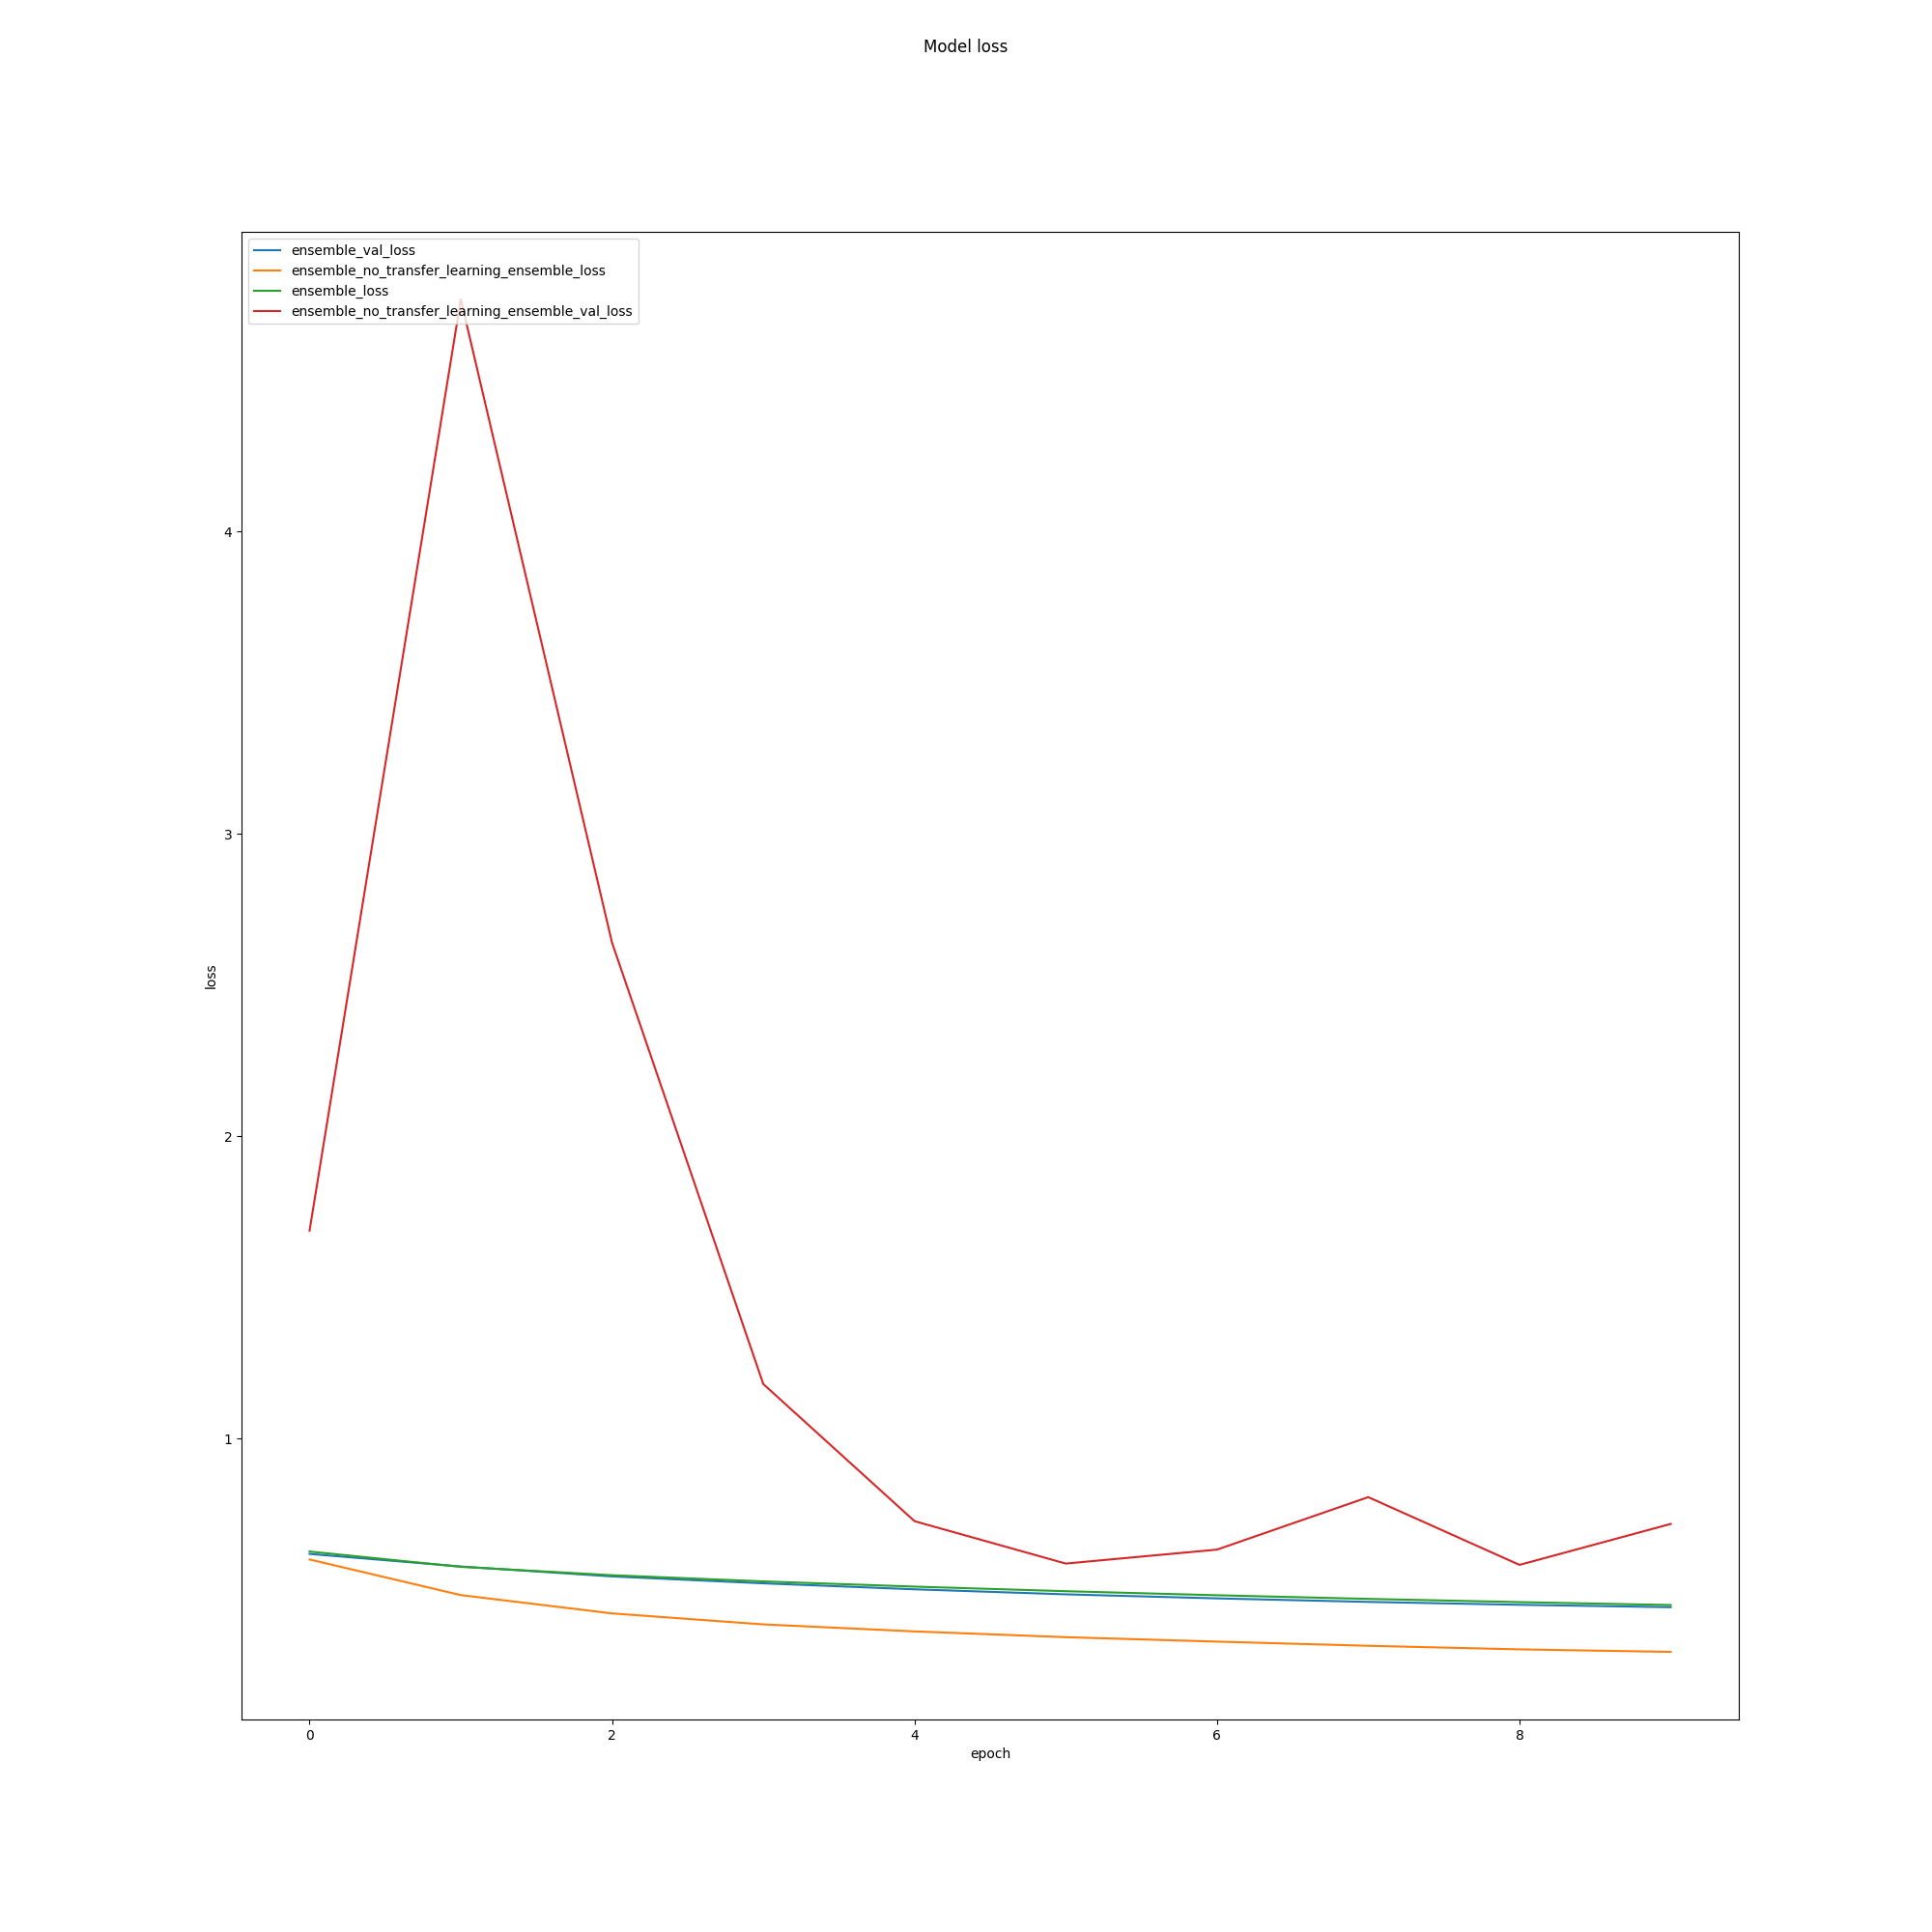 Model loss
ensemble_val_loss
ensemble_no_transfer_learning_ensemble_loss
ensemble_loss
ensemble_no_transfer_learning_ensemble_val_loss
4
3
2
1
loss
0 2 4 6 8
epoch